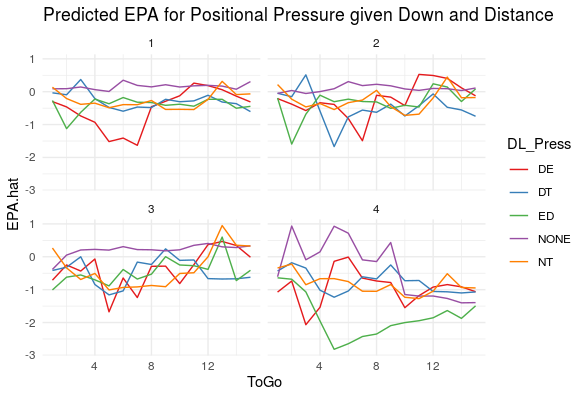 Predicted EPA for Positional Pressure given Down and Distance
1
2
1
0
-1
-2
-3
EPA.hat
3
4
1
0
-1
-2
-3
4
8
12
4
8
12
ToGo
DL_Press
DE
DT
ED
NONE
NT